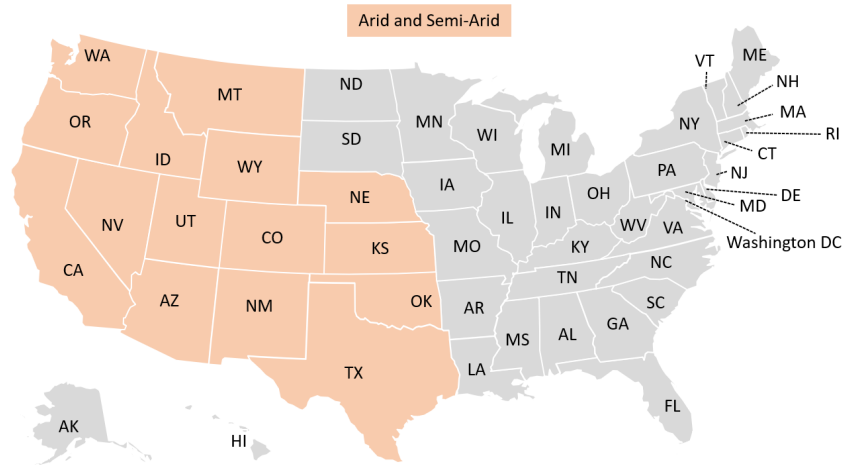 Arid and Semi-Arid
WA
MT
ND
MN
VT
ME
NH
OR
ID
WY
SD
WI
MI
NY
MA
RI
CT
NV
UT
CO
NE
IA
IL
IN
OH
PA
NJ
DE
MD
Washington DC
CA
KS
MO
KY
WV
VA
AZ
NM
OK
AR
TN
NC
SC
TX
LA
MS
AL
GA
FL
AK
HI